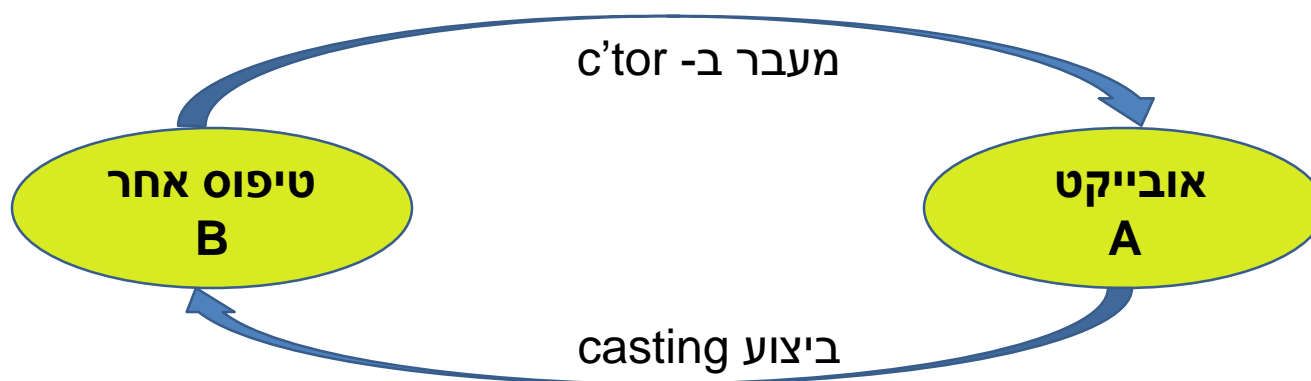 מעבר ב- c’tor
טיפוס אחר
B
אובייקט
A
ביצוע casting